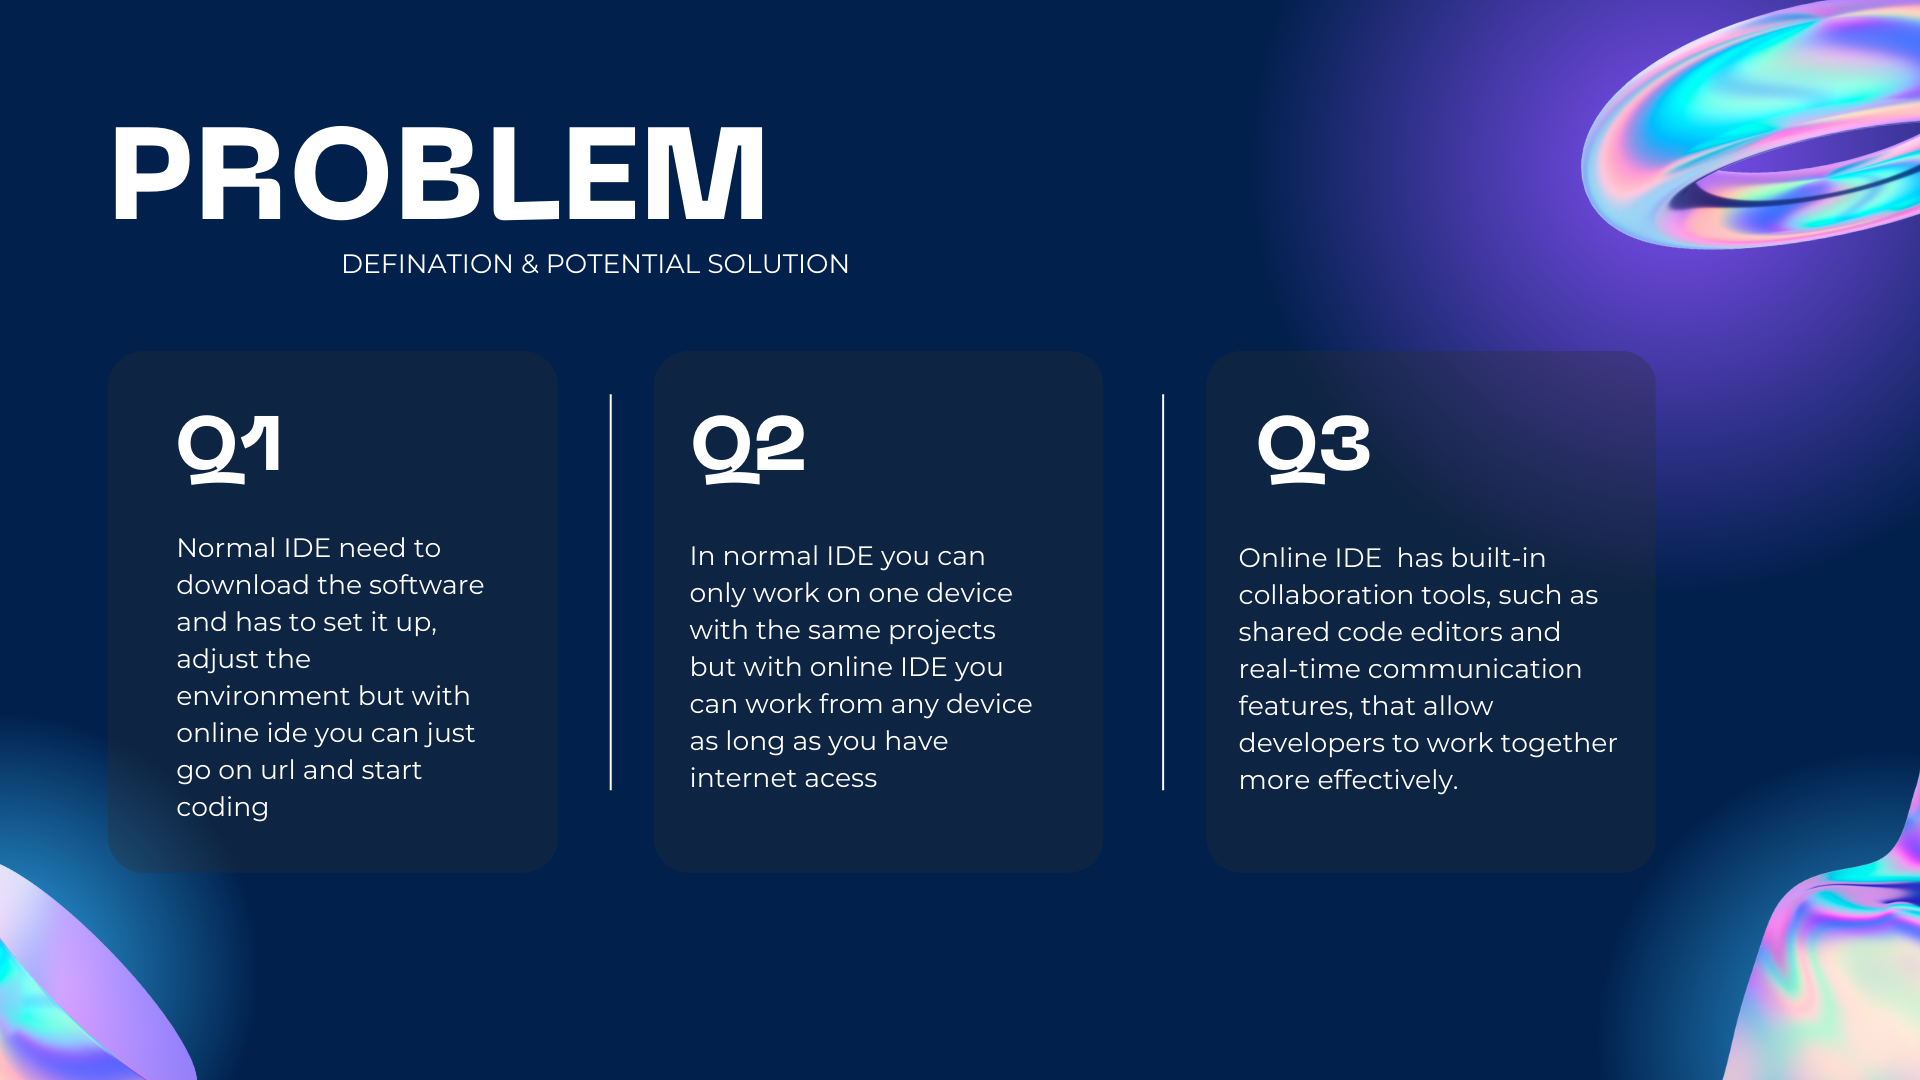 PROBLEM
DEFINATION & POTENTIAL SOLUTION
Q1
Normal IDE need to
download the software
and has to set it up,
adjust the
environment but with
online ide you can just
go on url and start
coding
Q2
In normal IDE you can
only work on one device
with the same projects
but with online IDE you
can work from any device
as long as you have
internet acess
Q3
Online IDE  has built-in
collaboration tools, such as
shared code editors and
real-time communication
features, that allow
developers to work together
more effectively.